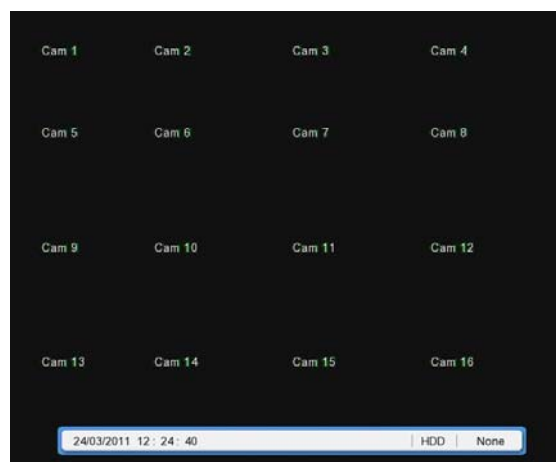 Cam 1 Cam 2 Cam 3 Cam 4
Cam 5 Cam 6 Cam 7 Cam 8
Cam 9 Cam 10 Cam 11 Cam 12
Cam 13 Cam 14 Cam 15 Cam 16
24/03/2011 12 : 24 : 40 | HDD | None